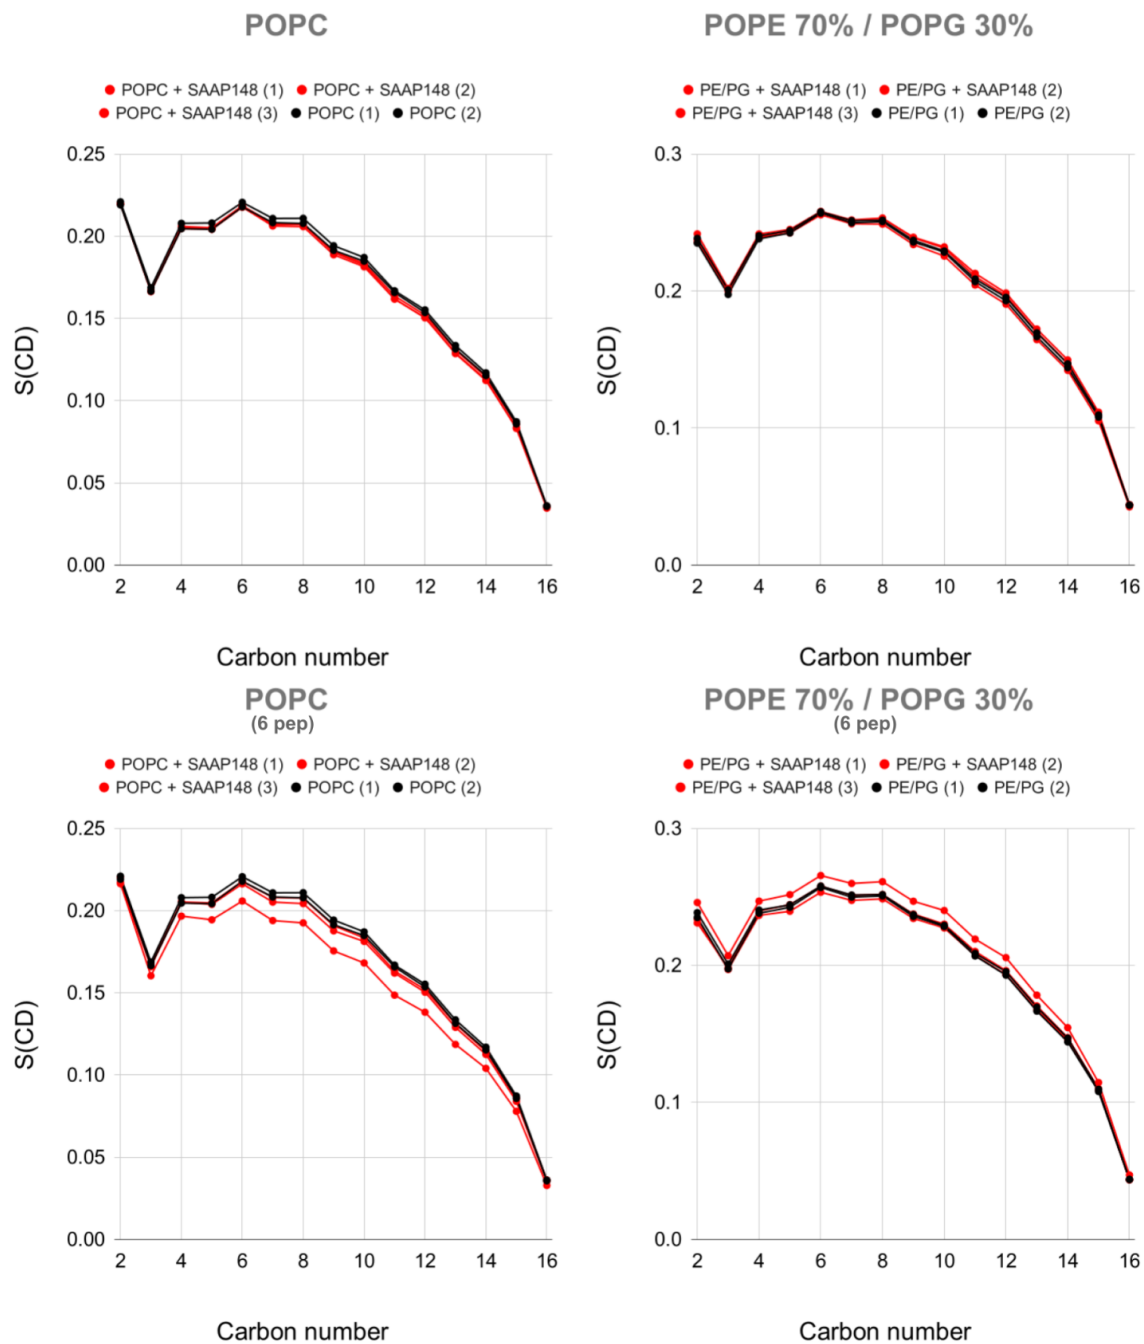 POPC
POPE 70% / POPG 30%
POPC + SAAP148 (1) POPC + SAAP148 (2)
POPC + SAAP148 (3) POPC (1) POPC (2)
PE/PG + SAAP148 (1) PE/PG + SAAP148 (2)
PE/PG + SAAP148 (3) PE/PG (1) PE/PG (2)
S(CD)
0.25
0.20
0.15
0.10
0.05
0.00
2 4 6 8 10 12 14 16
Carbon number
S(CD)
0.3
0.2
0.1
0.0
2 4 6 8 10 12 14 16
Carbon number
POPC
(6 pep)
POPE 70% / POPG 30%
(6 pep)
POPC + SAAP148 (1) POPC + SAAP148 (2)
POPC + SAAP148 (3) POPC (1) POPC (2)
PE/PG + SAAP148 (1) PE/PG + SAAP148 (2)
PE/PG + SAAP148 (3) PE/PG (1) PE/PG (2)
S(CD)
0.25
0.20
0.15
0.10
0.05
0.00
2 4 6 8 10 12 14 16
Carbon number
S(CD)
0.3
0.2
0.1
0.0
2 4 6 8 10 12 14 16
Carbon number